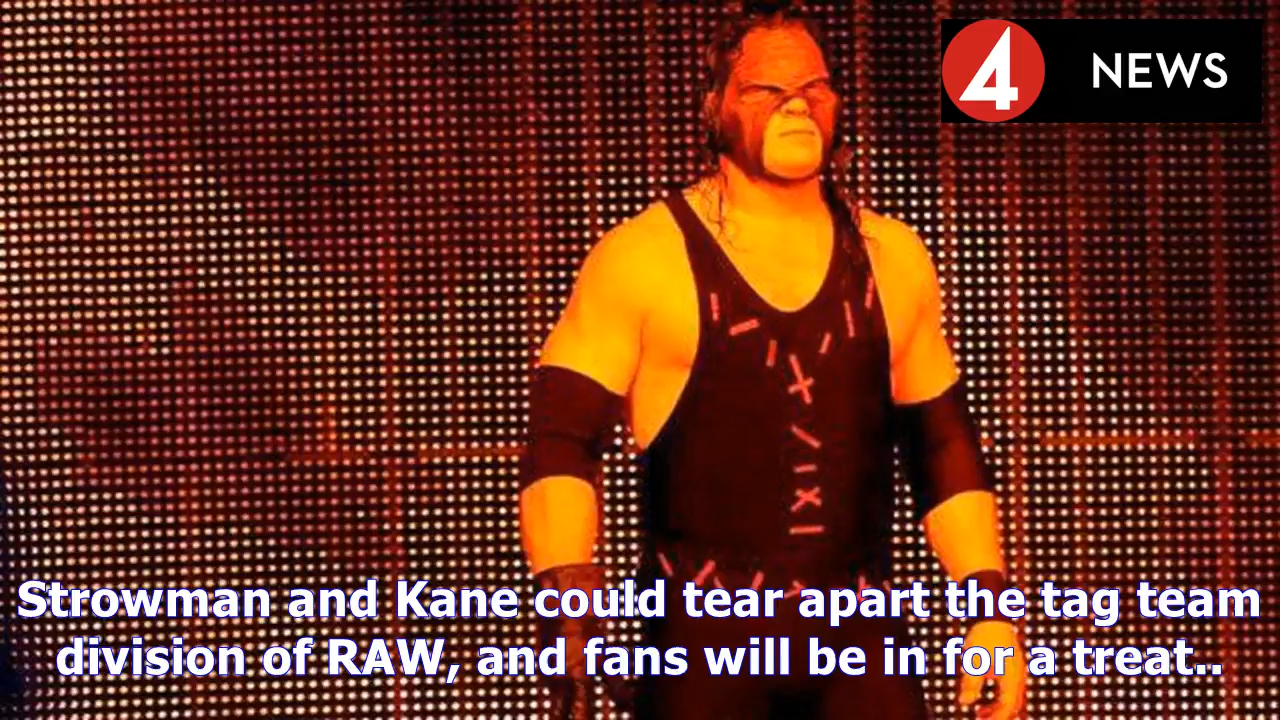 4 NEWS
Strowman and Kane could tear apart the tag team
division of RAW, and fans will be in for a treat..